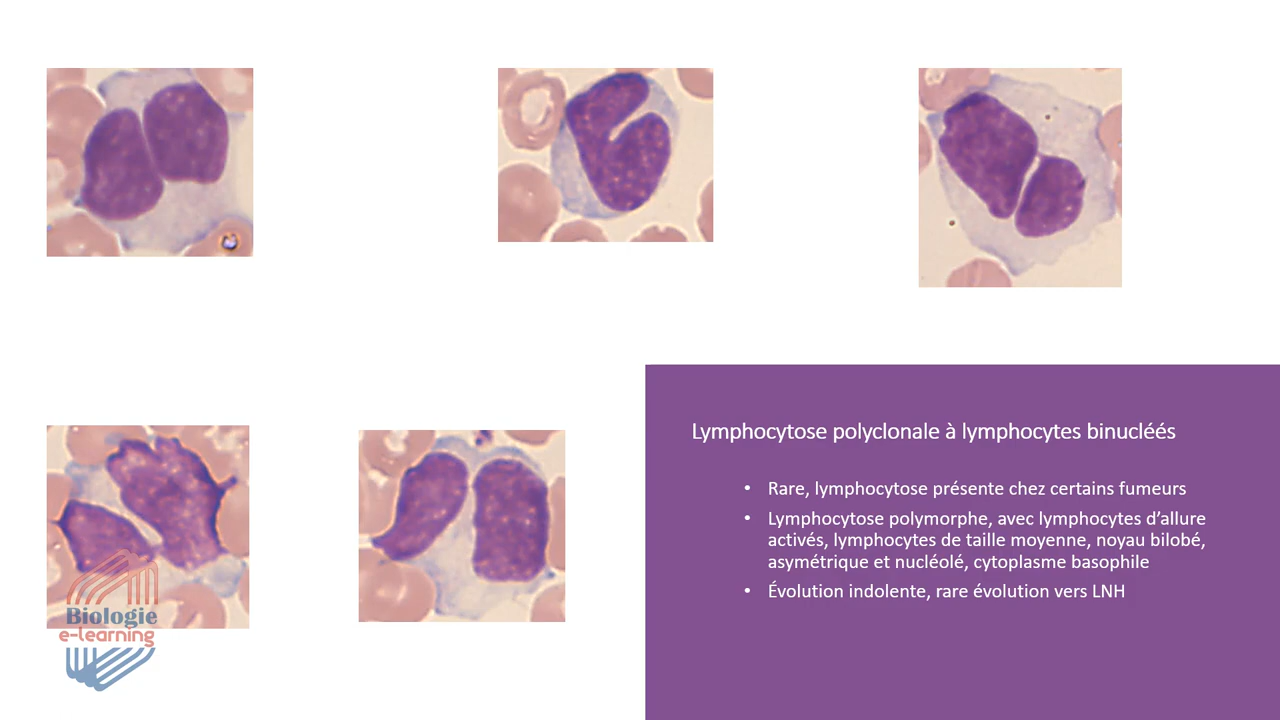 Lymphocytose polyclonale à lymphocytes binucléés
• Rare, lymphocytose présente chez certains fumeurs
• Lymphocytose polymorphe, avec lymphocytes d’allure
activés, lymphocytes de taille moyenne, noyau bilobé,
asymétrique et nucléolé, cytoplasme basophile
• Évolution indolente, rare évolution vers LNH
Biologie
e-learning